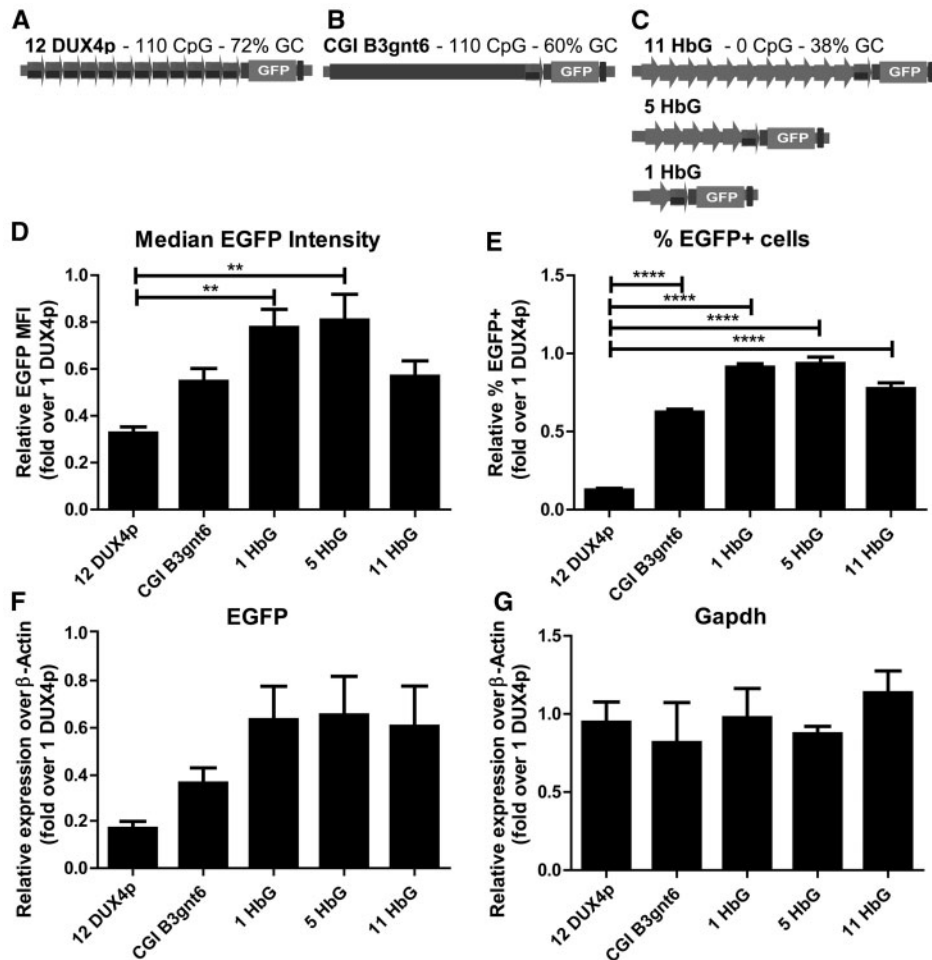 A
B
C
12 DUX4p - 110 CpG - 72% GC
CGI B3gnt6 - 110 CpG - 60% GC
11 HbG - 0 CpG - 38% GC
GFP
GFP
GFP
5 HbG
GFP
1 HbG
GFP
D
Median EGFP Intensity
Relative EGFP MFI
(fold over 1 DUX4p)
1.0
0.8
0.6
0.4
0.2
0.0
**
**
12 DUX4p
CGI B3gnt6
1 HbG
5 HbG
11 HbG
E
% EGFP+ cells
Relative % EGFP+
(fold over 1 DUX4p)
1.5
1.0
0.5
0.0
****
****
****
****
12 DUX4p
CGI B3gnt6
1 HbG
5 HbG
11 HbG
F
EGFP
Relative expression over β-Actin
(fold over 1 DUX4p)
1.0
0.8
0.6
0.4
0.2
0.0
12 DUX4p
CGI B3gnt6
1 HbG
5 HbG
11 HbG
G
Gapdh
Relative expression over β-Actin
(fold over 1 DUX4p)
1.5
1.0
0.5
0.0
12 DUX4p
CGI B3gnt6
1 HbG
5 HbG
11 HbG